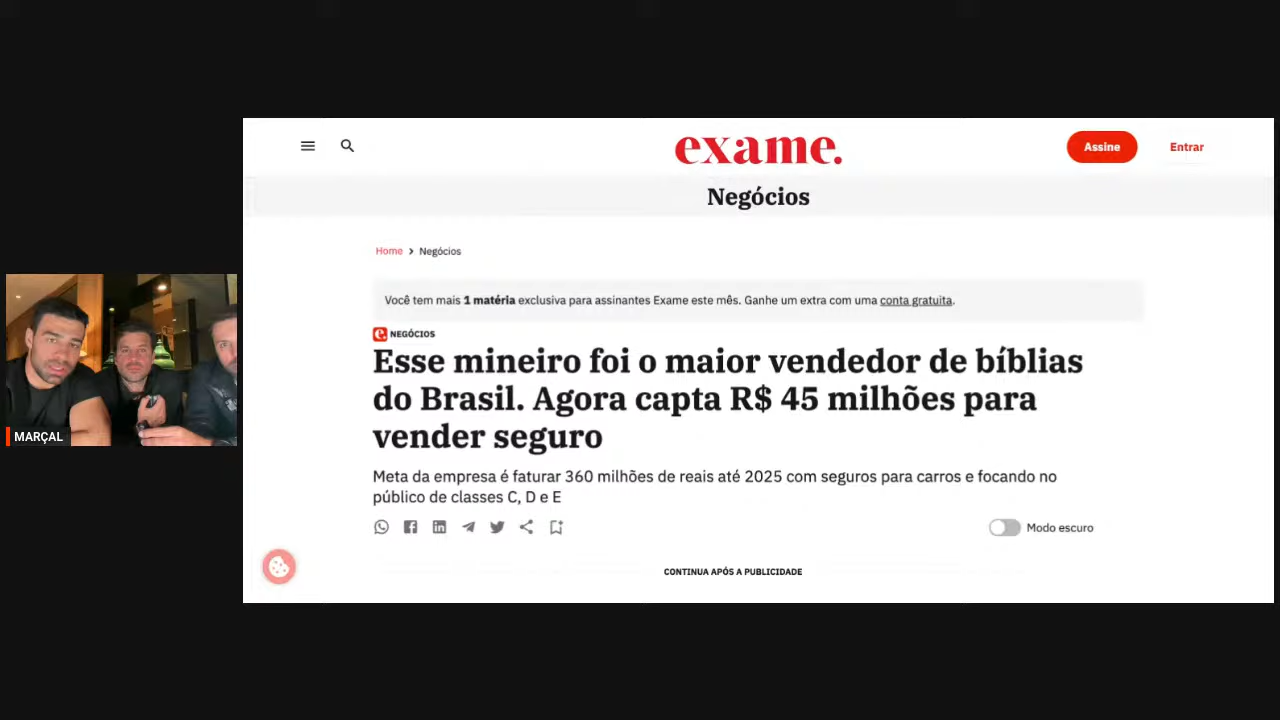 exame.
Assine
Entrar
Negócios
Home > Negócios
Você tem mais 1 matéria exclusiva para assinantes Exame este mês. Ganhe um extra com uma conta gratuita.
NEGÓCIOS
Esse mineiro foi o maior vendedor de bíblias
do Brasil. Agora capta R$ 45 milhões para
vender seguro
Meta da empresa é faturar 360 milhões de reais até 2025 com seguros para carros e focando no
público de classes C, D e E
Modo escuro
CONTINUA APÓS A PUBLICIDADE
MARÇAL